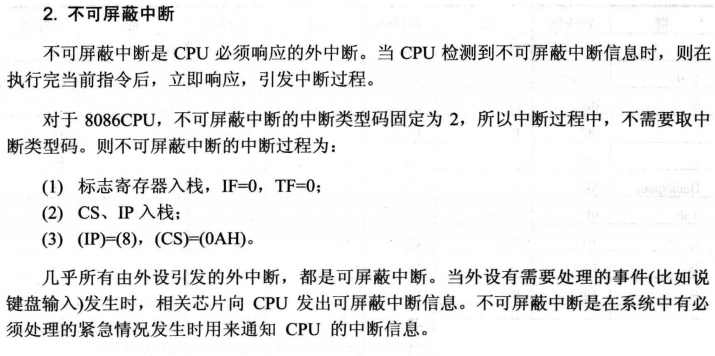 2. 不可屏蔽中断
不可屏蔽中断是 CPU 必须响应的外中断。当 CPU 检测到不可屏蔽中断信息时，则在
执行完当前指令后，立即响应，引发中断过程。
对于 8086CPU，不可屏蔽中断的中断类型码固定为 2，所以中断过程中，不需要取中
断类型码。则不可屏蔽中断的中断过程为：
(1) 标志寄存器入栈，IF=0，TF=0；
(2) CS、IP 入栈；
(3) (IP)=(8)，(CS)=(0AH)。
几乎所有由外设引发的外中断，都是可屏蔽中断。当外设有需要处理的事件(比如说
键盘输入)发生时，相关芯片向 CPU 发出可屏蔽中断信息。不可屏蔽中断是在系统中有必
须处理的紧急情况发生时用来通知 CPU 的中断信息。